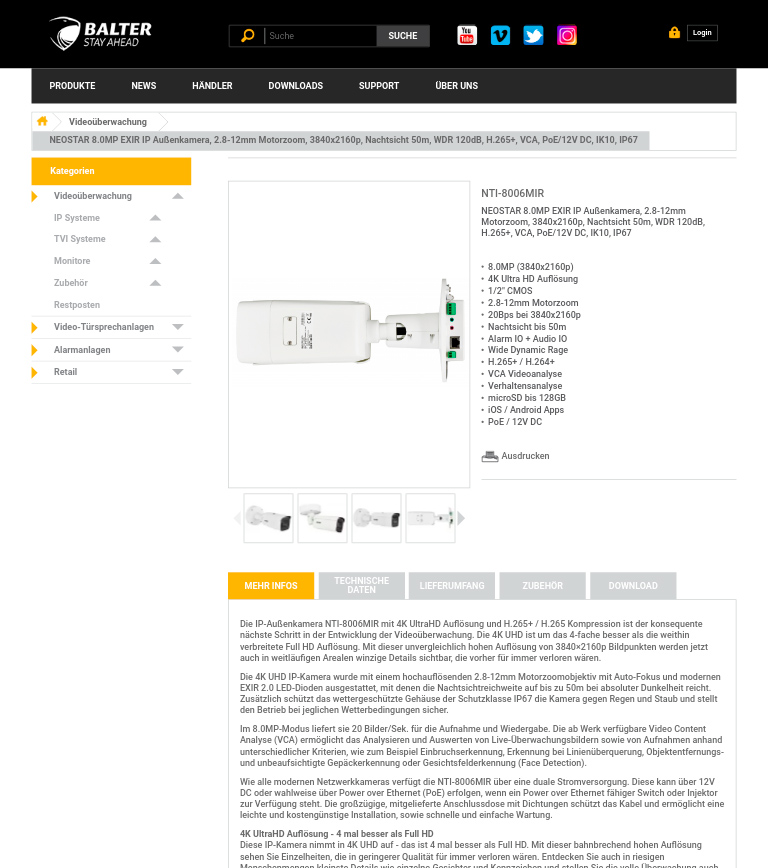 BALTER
STAY AHEAD
Suche
SUCHE
You
Tube
Login
PRODUKTE
NEWS
HÄNDLER
DOWNLOADS
SUPPORT
ÜBER UNS
Videoüberwachung
NEOSTAR 8.0MP EXIR IP Außenkamera, 2.8-12mm Motorzoom, 3840x2160p, Nachtsicht 50m, WDR 120dB, H.265+, VCA, PoE/12V DC, IK10, IP67
Kategorien
Videoüberwachung
IP Systeme
TVI Systeme
Monitore
Zubehör
Restposten
Video-Türsprechanlagen
Alarmanlagen
Retail
NTI-8006MIR
NEOSTAR 8.0MP EXIR IP Außenkamera, 2.8-12mm
Motorzoom, 3840x2160p, Nachtsicht 50m, WDR 120dB,
H.265+, VCA, PoE/12V DC, IK10, IP67
• 8.0MP (3840x2160p)
• 4K Ultra HD Auflösung
• 1/2" CMOS
• 2.8-12mm Motorzoom
• 20Bps bei 3840x2160p
• Nachtsicht bis 50m
• Alarm IO + Audio IO
• Wide Dynamic Rage
• H.265+ / H.264+
• VCA Videoanalyse
• Verhaltensanalyse
• microSD bis 128GB
• iOS / Android Apps
• PoE / 12V DC
Ausdrucken
MEHR INFOS
TECHNISCHE
DATEN
LIEFERUMFANG
ZUBEHÖR
DOWNLOAD
Die IP-Außenkamera NTI-8006MIR mit 4K UltraHD Auflösung und H.265+ / H.265 Kompression ist der konsequente
nächste Schritt in der Entwicklung der Videoüberwachung. Die 4K UHD ist um das 4-fache besser als die weithin
verbreitete Full HD Auflösung. Mit dieser unvergleichlich hohen Auflösung von 3840×2160p Bildpunkten werden jetzt
auch in weitläufigen Arealen winzige Details sichtbar, die vorher für immer verloren wären.
Die 4K UHD IP-Kamera wurde mit einem hochauflösenden 2.8-12mm Motorzoomobjektiv mit Auto-Fokus und modernen
EXIR 2.0 LED-Dioden ausgestattet, mit denen die Nachtsichtreichweite auf bis zu 50m bei absoluter Dunkelheit reicht.
Zusätzlich schützt das wettergeschützte Gehäuse der Schutzklasse IP67 die Kamera gegen Regen und Staub und stellt
den Betrieb bei jeglichen Wetterbedingungen sicher.
Im 8.0MP-Modus liefert sie 20 Bilder/Sek. für die Aufnahme und Wiedergabe. Die ab Werk verfügbare Video Content
Analyse (VCA) ermöglicht das Analysieren und Auswerten von Live-Überwachungsbildern sowie von Aufnahmen anhand
unterschiedlicher Kriterien, wie zum Beispiel Einbruchserkennung, Erkennung bei Linienüberquerung, Objektentfernungs-
und unbeaufsichtigte Gepäckerkennung oder Gesichtsfelderkennung (Face Detection).
Wie alle modernen Netzwerkkameras verfügt die NTI-8006MIR über eine duale Stromversorgung. Diese kann über 12V
DC oder wahlweise über Power over Ethernet (PoE) erfolgen, wenn ein Power over Ethernet fähiger Switch oder Injektor
zur Verfügung steht. Die großzügige, mitgelieferte Anschlussdose mit Dichtungen schützt das Kabel und ermöglicht eine
leichte und kostengünstige Installation, sowie schnelle und einfache Wartung.
4K UltraHD Auflösung - 4 mal besser als Full HD
Diese IP-Kamera nimmt in 4K UHD auf - das ist 4 mal besser als Full HD. Mit dieser bahnbrechend hohen Auflösung
sehen Sie Einzelheiten, die in geringerer Qualität für immer verloren wären. Entdecken Sie auch in riesigen
Menschenmengen kleinste Details wie einzelne Gesichter und Kennzeichen und stellen Sie die volle Überwachung auch